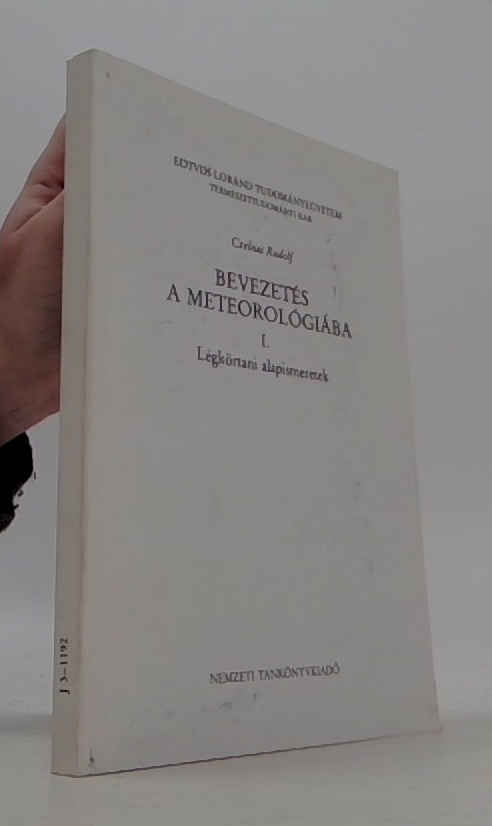 EÖTVÖS LORÁND TUDOMÁNYEGYETEM
TERMÉSZETTUDOMÁNYI KAR
Czelnai Rudolf
BEVEZETÉS
A METEOROLÓGIÁBA
I.
Légkörtani alapismeretek
NEMZETI TANKÖNYVKIADÓ
J 3-1192